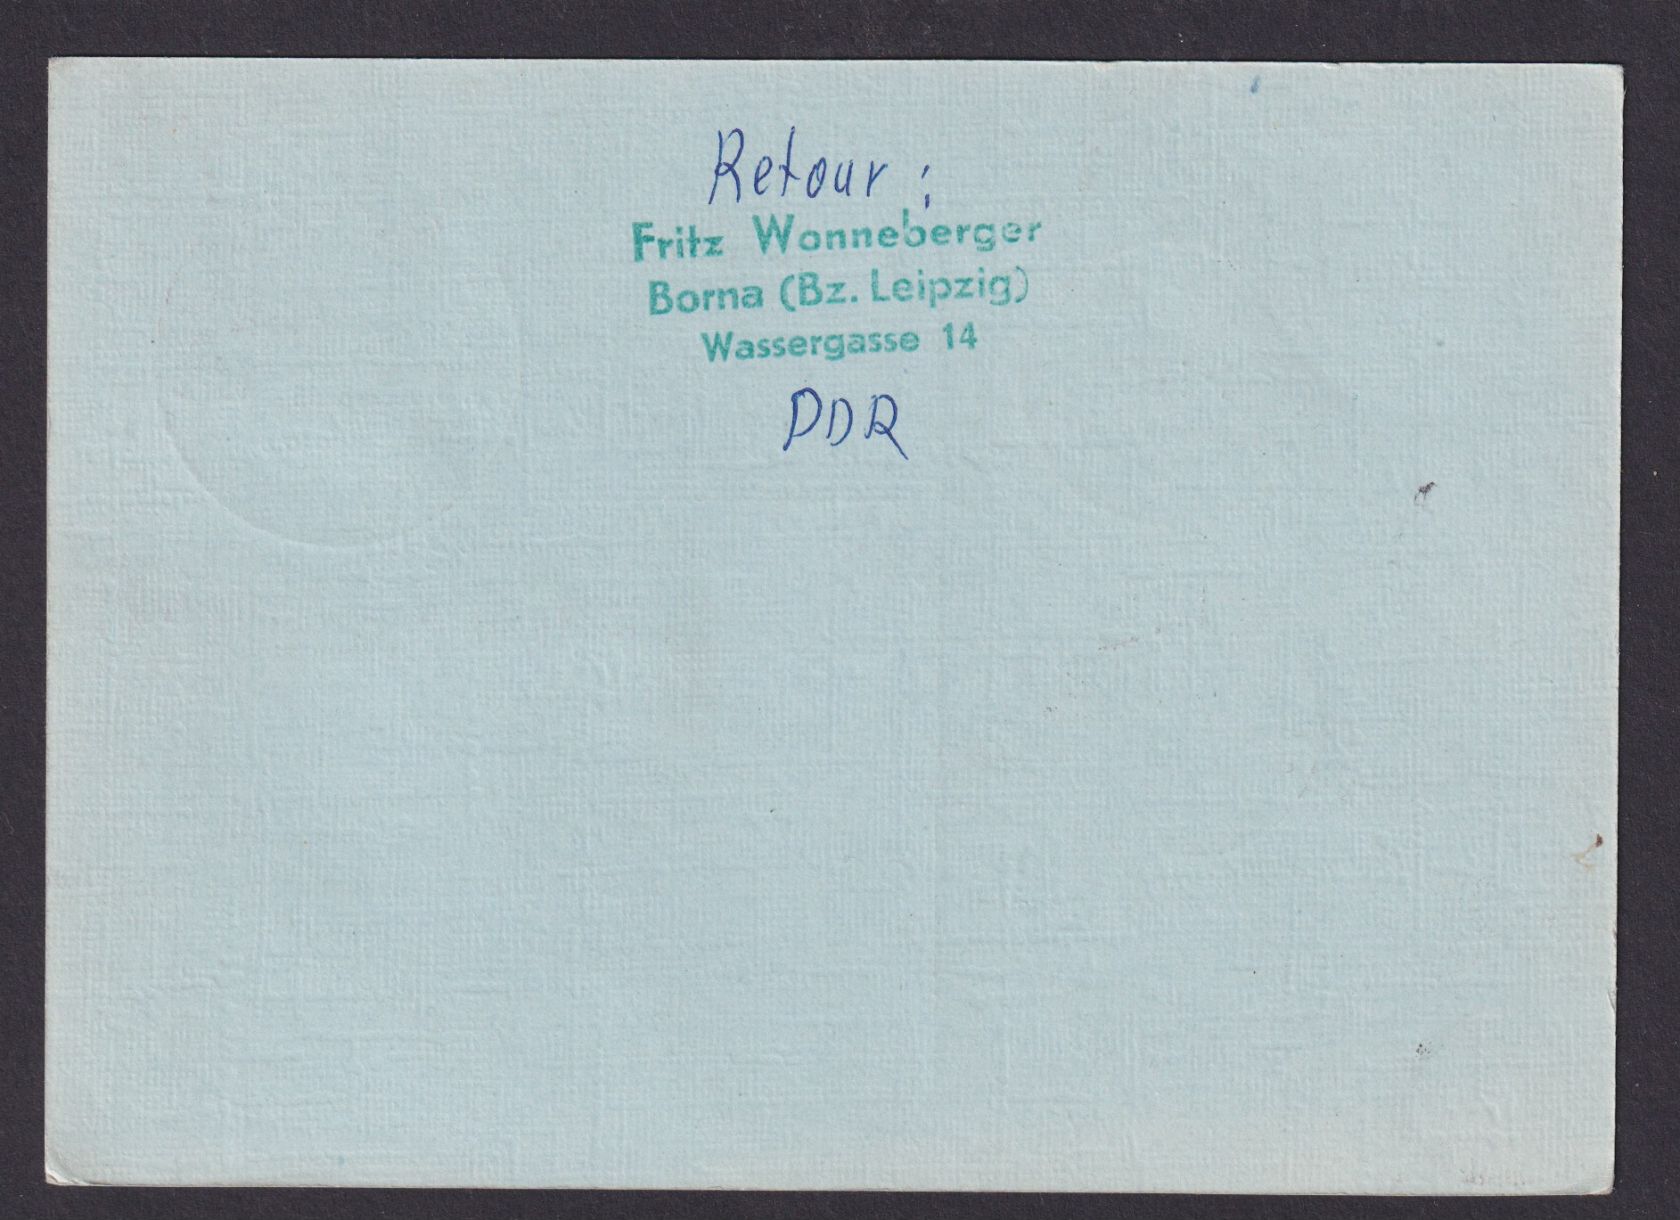 Retour :
Fritz Wonneberger
Borna (Bz. Leipzig)
Wassergasse 14
DDR